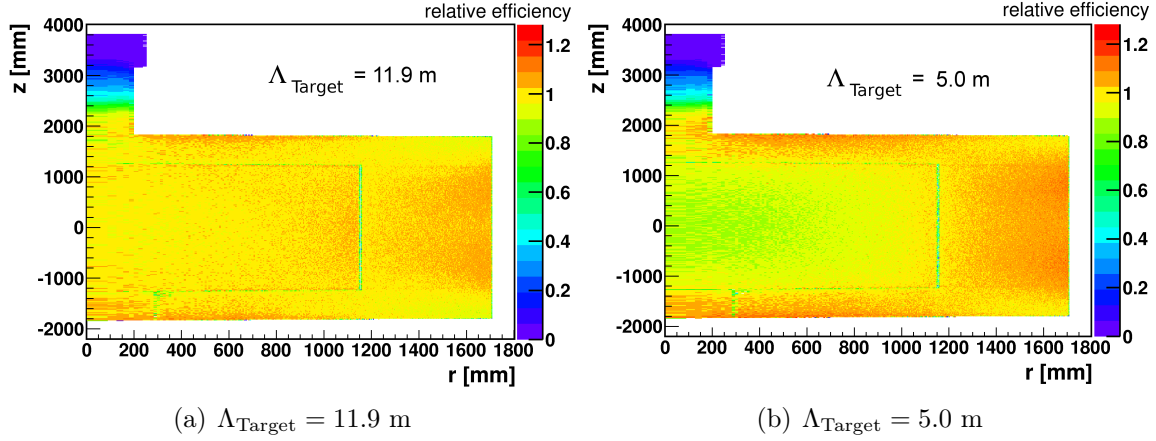 relative efficiency
z [mm]
4000
3000
2000
1000
0
-1000
-2000
Λ Target = 11.9 m
1.2
1
0.8
0.6
0.4
0.2
0
0 200 400 600 800 1000 1200 1400 1600 1800
r [mm]
(a) Λ_Target = 11.9 m
relative efficiency
z [mm]
4000
3000
2000
1000
0
-1000
-2000
Λ Target = 5.0 m
1.2
1
0.8
0.6
0.4
0.2
0
0 200 400 600 800 1000 1200 1400 1600 1800
r [mm]
(b) Λ_Target = 5.0 m